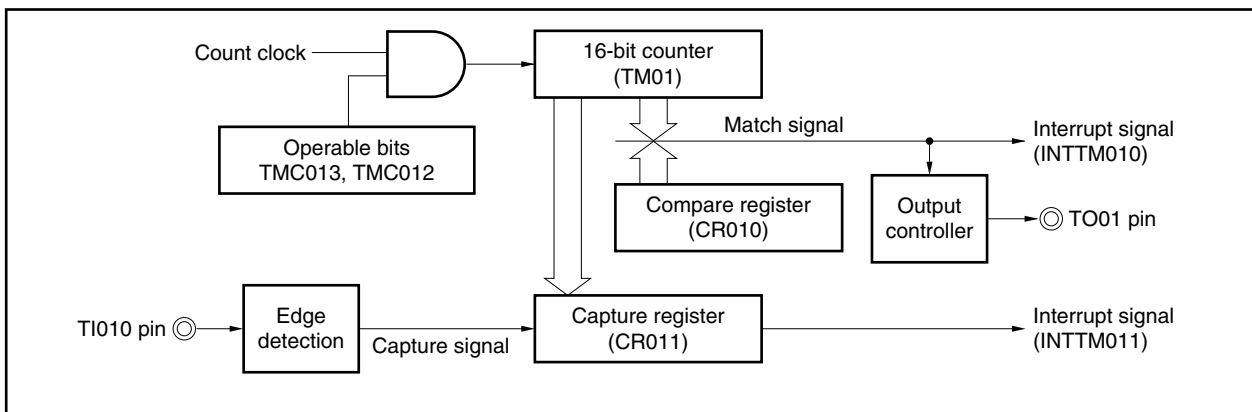 Count clock
16-bit counter
(TM01)
Operable bits
TMC013, TMC012
Match signal
Interrupt signal
(INTTM010)
Compare register
(CR010)
Output
controller
TO01 pin
TI010 pin
Edge
detection
Capture signal
Capture register
(CR011)
Interrupt signal
(INTTM011)